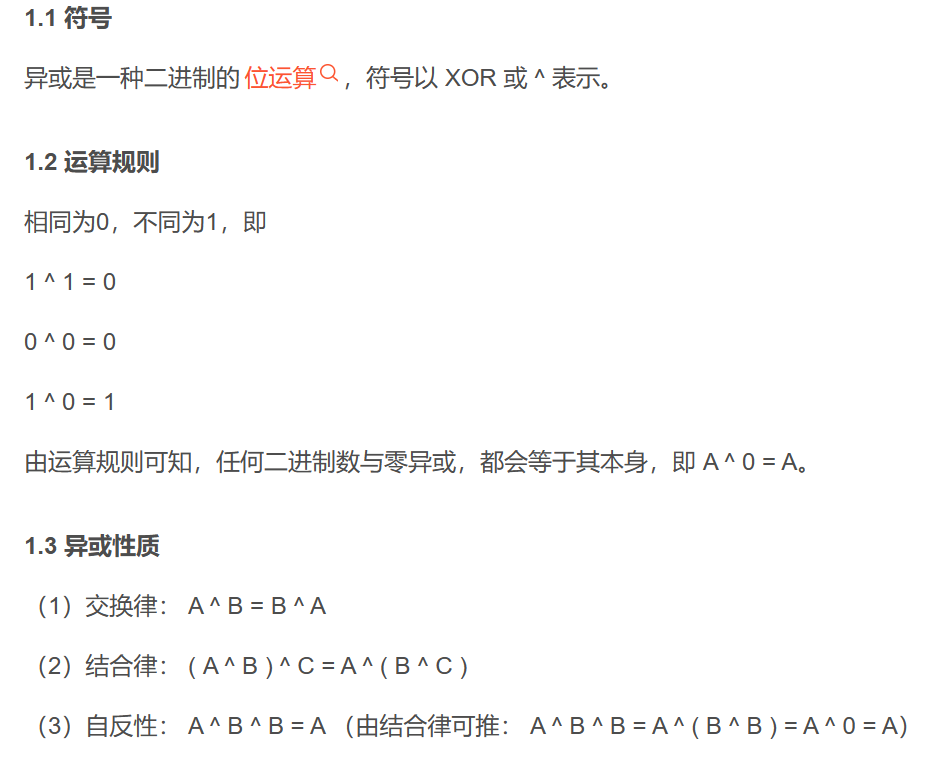 1.1 符号
异或是一种二进制的 位运算，符号以 XOR 或 ^ 表示。
1.2 运算规则
相同为0，不同为1，即
1 ^ 1 = 0
0 ^ 0 = 0
1 ^ 0 = 1
由运算规则可知，任何二进制数与零异或，都会等于其本身，即 A ^ 0 = A。
1.3 异或性质
（1）交换律： A ^ B = B ^ A
（2）结合律： ( A ^ B ) ^ C = A ^ ( B ^ C )
（3）自反性： A ^ B ^ B = A （由结合律可推： A ^ B ^ B = A ^ ( B ^ B ) = A ^ 0 = A）